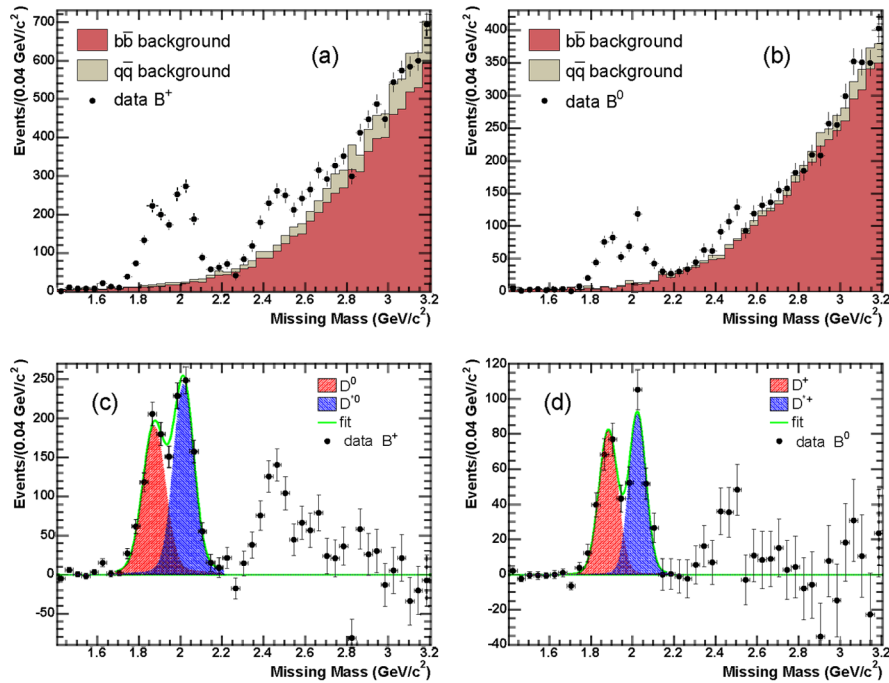 700
600
500
400
300
200
100
0
Events/(0.04 GeV/c²)
bb̄ background
qq̄ background
data B⁺
(a)
1.6 1.8 2 2.2 2.4 2.6 2.8 3 3.2
Missing Mass (GeV/c²)
400
350
300
250
200
150
100
50
0
Events/(0.04 GeV/c²)
bb̄ background
qq̄ background
data B⁰
(b)
1.6 1.8 2 2.2 2.4 2.6 2.8 3 3.2
Missing Mass (GeV/c²)
250
200
150
100
50
0
-50
Events/(0.04 GeV/c²)
(c)
D⁰
D*⁰
fit
data B⁺
1.6 1.8 2 2.2 2.4 2.6 2.8 3 3.2
Missing Mass (GeV/c²)
120
100
80
60
40
20
0
-20
-40
Events/(0.04 GeV/c²)
(d)
D⁺
D*⁺
fit
data B⁰
1.6 1.8 2 2.2 2.4 2.6 2.8 3 3.2
Missing Mass (GeV/c²)